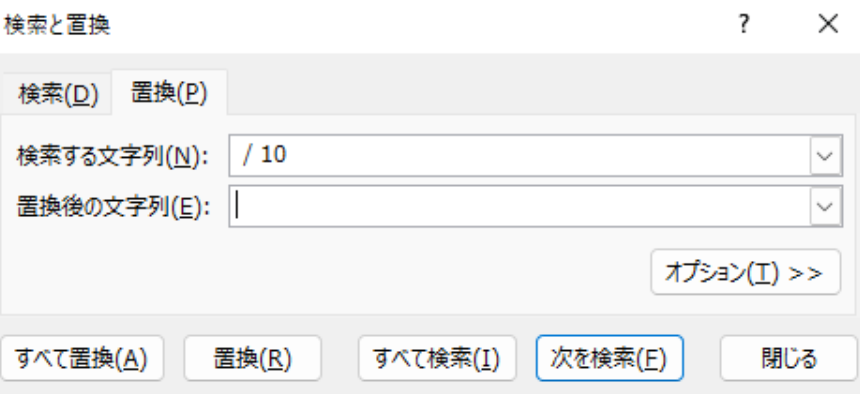 検索と置換 ?
検索(D) 置換(P)
検索する文字列(N): / 10
置換後の文字列(E):
オプション(T) >>
すべて置換(A) 置換(R) すべて検索(I) 次を検索(F) 閉じる